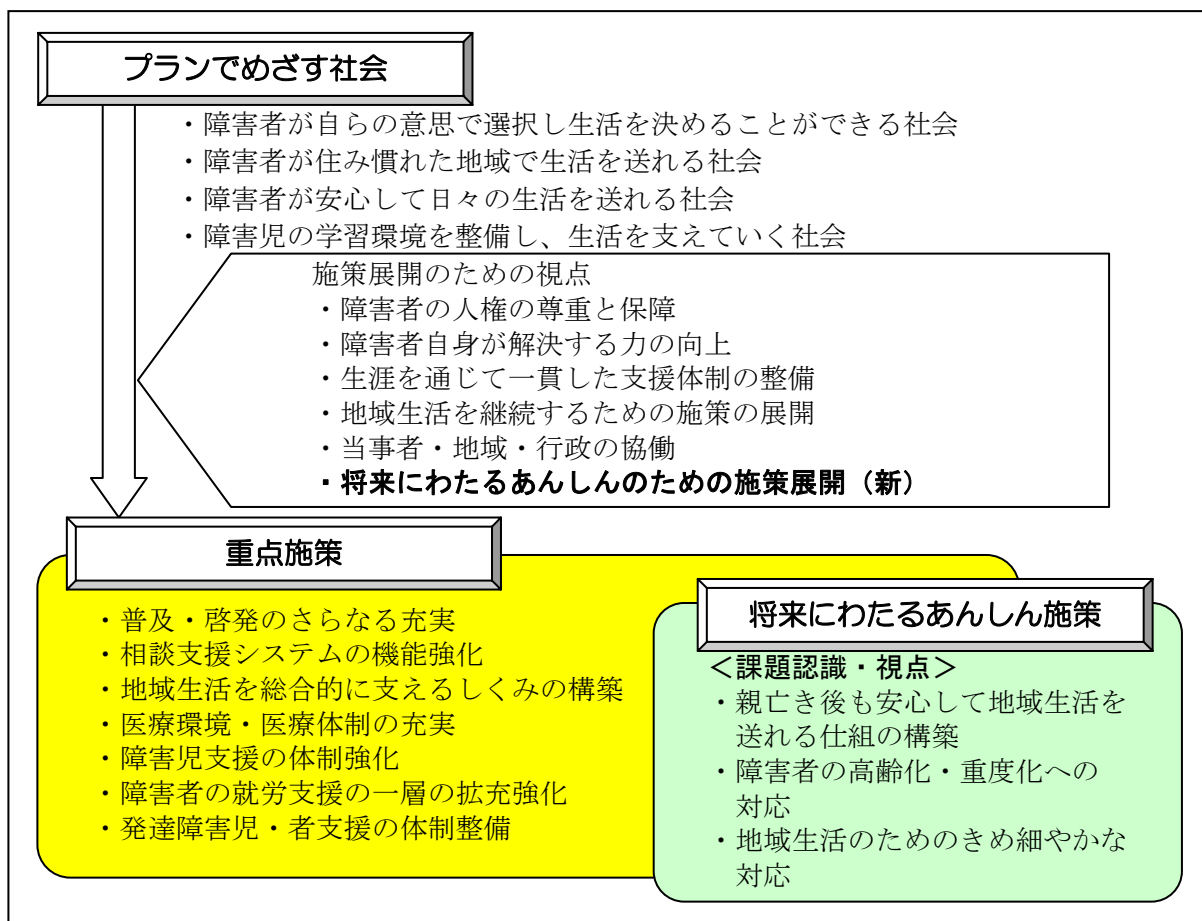 プランでめざす社会
・障害者が自らの意思で選択し生活を決めることができる社会
・障害者が住み慣れた地域で生活を送れる社会
・障害者が安心して日々の生活を送れる社会
・障害児の学習環境を整備し、生活を支えていく社会
施策展開のための視点
・障害者の人権の尊重と保障
・障害者自身が解決する力の向上
・生涯を通じて一貫した支援体制の整備
・地域生活を継続するための施策の展開
・当事者・地域・行政の協働
・将来にわたるあんしんのための施策展開（新）
重点施策
・普及・啓発のさらなる充実
・相談支援システムの機能強化
・地域生活を総合的に支えるしくみの構築
・医療環境・医療体制の充実
・障害児支援の体制強化
・障害者の就労支援の一層の拡充強化
・発達障害児・者支援の体制整備
将来にわたるあんしん施策
＜課題認識・視点＞
・親亡き後も安心して地域生活を
送れる仕組の構築
・障害者の高齢化・重度化への
対応
・地域生活のためのきめ細やかな
対応